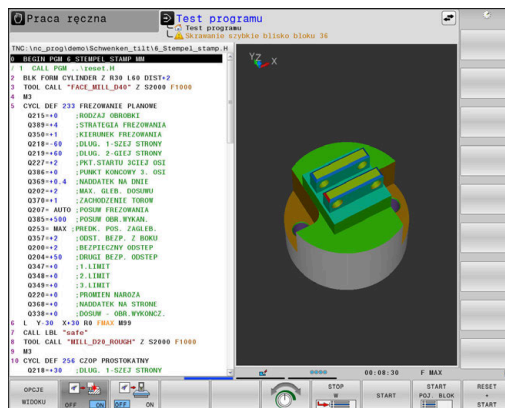 Praca ręczna
Test programu
Test programu
Skrawanie szybkie blisko bloku 36
TNC:\nc_prog\demo\Schwenken_tilt\6_Stempel_stamp.H
0 BEGIN PGM 6_STEMPEL_STAMP MM
/ 1 CALL PGM ..\reset.H
2 BLK FORM CYLINDER Z R30 L60 DIST+2
3 TOOL CALL "FACE_MILL_D40" Z S2000 F1000
4 M3
5 CYCL DEF 233 FREZOWANIE PLANOWE
Q215=+0 ;RODZAJ OBROBKI
Q389=+4 ;STRATEGIA FREZOWANIA
Q350=+1 ;KIERUNEK FREZOWANIA
Q218=-60 ;DLUG. 1-SZEJ STRONY
Q219=+60 ;DLUG. 2-GIEJ STRONY
Q227=+2 ;PKT.STARTU 3CIEJ OSI
Q386=+0 ;PUNKT KONCOWY 3. OSI
Q369=+0.4 ;NADDATEK NA DNIE
Q202=+2 ;MAX. GLEB. DOSUWU
Q370=+1 ;ZACHODZENIE TOROW
Q207= AUTO ;POSUW FREZOWANIA
Q385=+500 ;POSUW OBR.WYKAN.
Q253= MAX ;PREDK. POS. ZAGLEB.
Q357=+2 ;ODST. BEZP. Z BOKU
Q200=+2 ;BEZPIECZNY ODSTEP
Q204=+50 ;DRUGI BEZP. ODSTEP
Q347=+0 ;1.LIMIT
Q348=+0 ;2.LIMIT
Q349=+0 ;3.LIMIT
Q220=+0 ;PROMIEN NAROZA
Q368=+0 ;NADDATEK NA STRONE
Q338=+0 ;DOSUW - OBR.WYKONCZ.
6 L Y-30 X+30 R0 FMAX M99
7 CALL LBL "safe"
8 TOOL CALL "MILL_D20_ROUGH" Z S2000 F1000
9 M3
10 CYCL DEF 256 CZOP PROSTOKATNY
Q218=+30 ;DLUG. 1-SZEJ STRONY
YZ X
00:08:30 F MAX
OPCJE
WIDOKU
OFF ON
OFF ON
STOP
W
START
START
POJ. BLOK
RESET
+
START